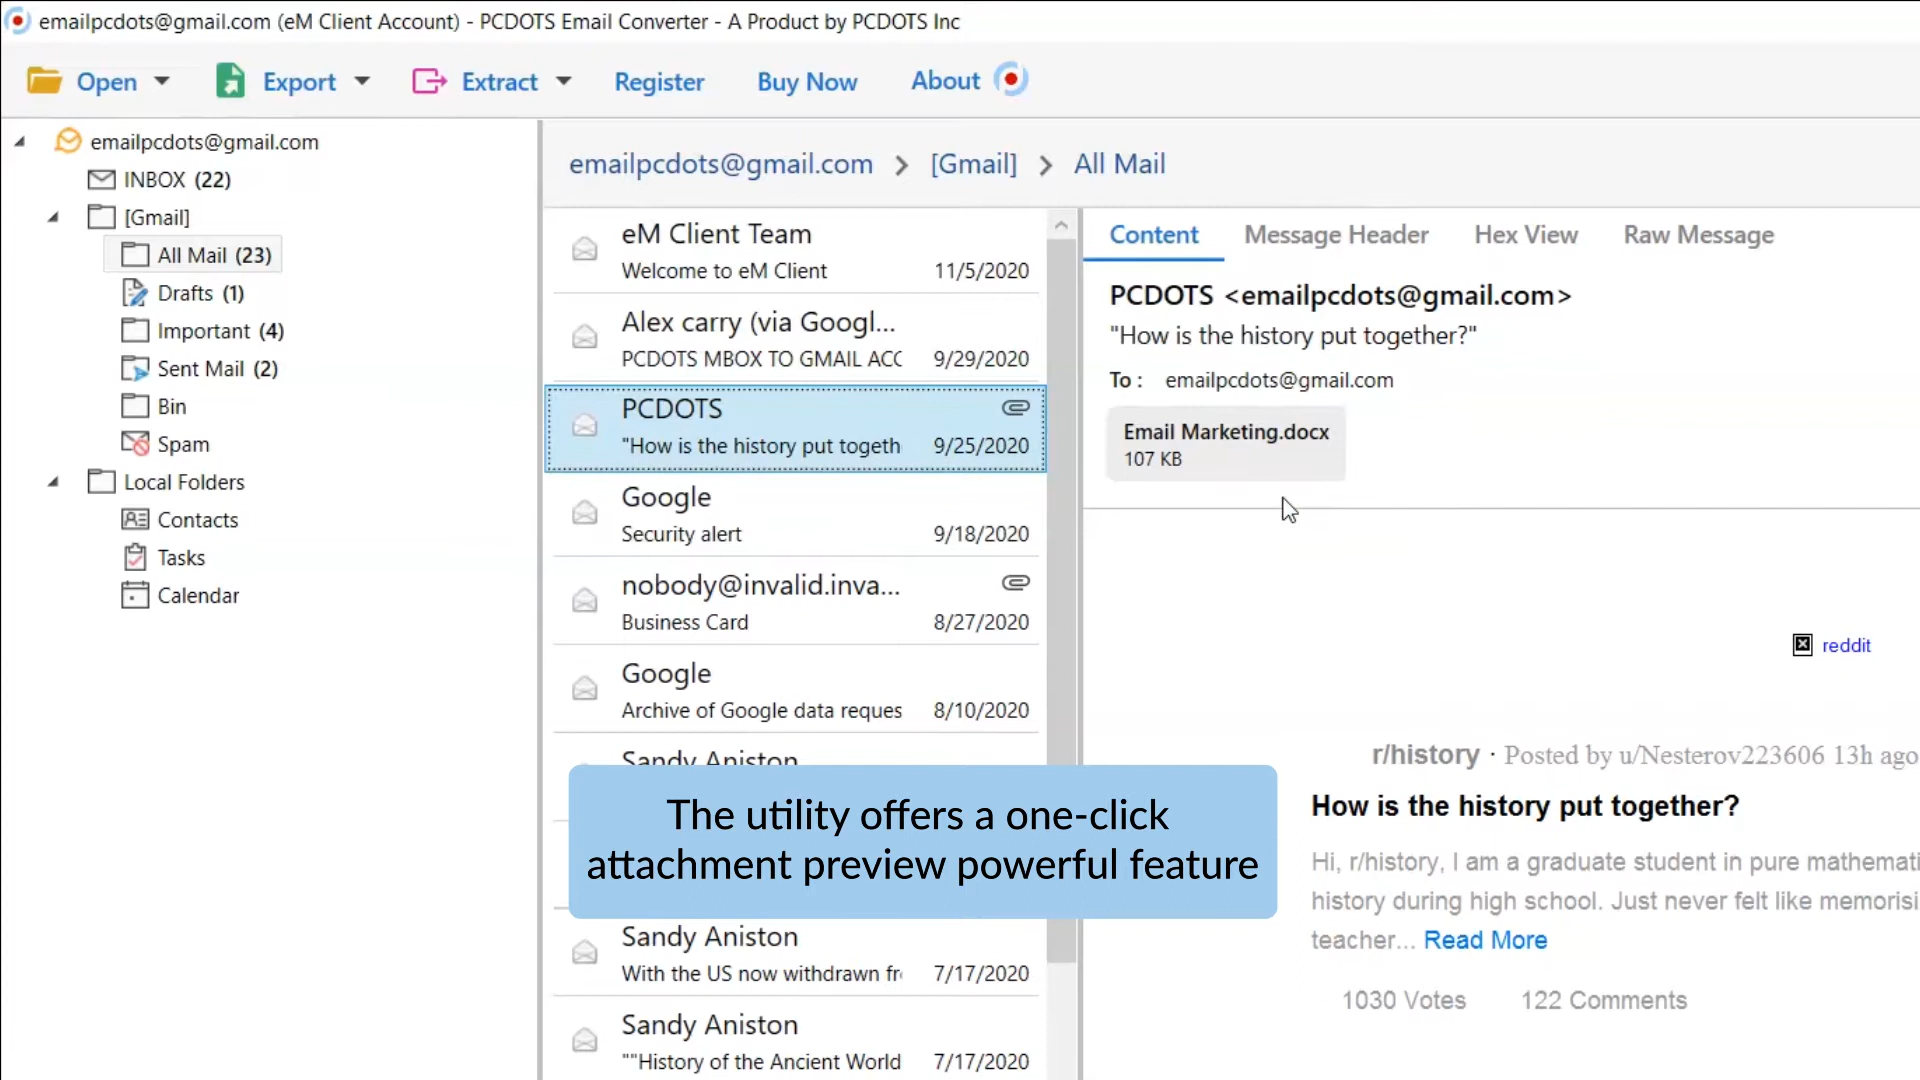 emailpcdots@gmail.com (eM Client Account) - PCDOTS Email Converter - A Product by PCDOTS Inc
Open Export Extract Register Buy Now About
emailpcdots@gmail.com
INBOX (22)
[Gmail]
All Mail (23)
Drafts (1)
Important (4)
Sent Mail (2)
Bin
Spam
Local Folders
Contacts
Tasks
Calendar
emailpcdots@gmail.com > [Gmail] > All Mail
eM Client Team
Welcome to eM Client 11/5/2020
Alex carry (via Googl...
PCDOTS MBOX TO GMAIL ACC 9/29/2020
PCDOTS
"How is the history put togeth 9/25/2020
Google
Security alert 9/18/2020
nobody@invalid.inva...
Business Card 8/27/2020
Google
Archive of Google data reques 8/10/2020
Sandy Aniston
The utility offers a one-click
attachment preview powerful feature
Sandy Aniston
With the US now withdrawn fr 7/17/2020
Sandy Aniston
""History of the Ancient World 7/17/2020
Content Message Header Hex View Raw Message
PCDOTS <emailpcdots@gmail.com>
"How is the history put together?"
To : emailpcdots@gmail.com
Email Marketing.docx
107 KB
reddit
r/history · Posted by u/Nesterov223606 13h ago
How is the history put together?
Hi, r/history, I am a graduate student in pure mathemati
history during high school. Just never felt like memorisi
teacher... Read More
1030 Votes 122 Comments